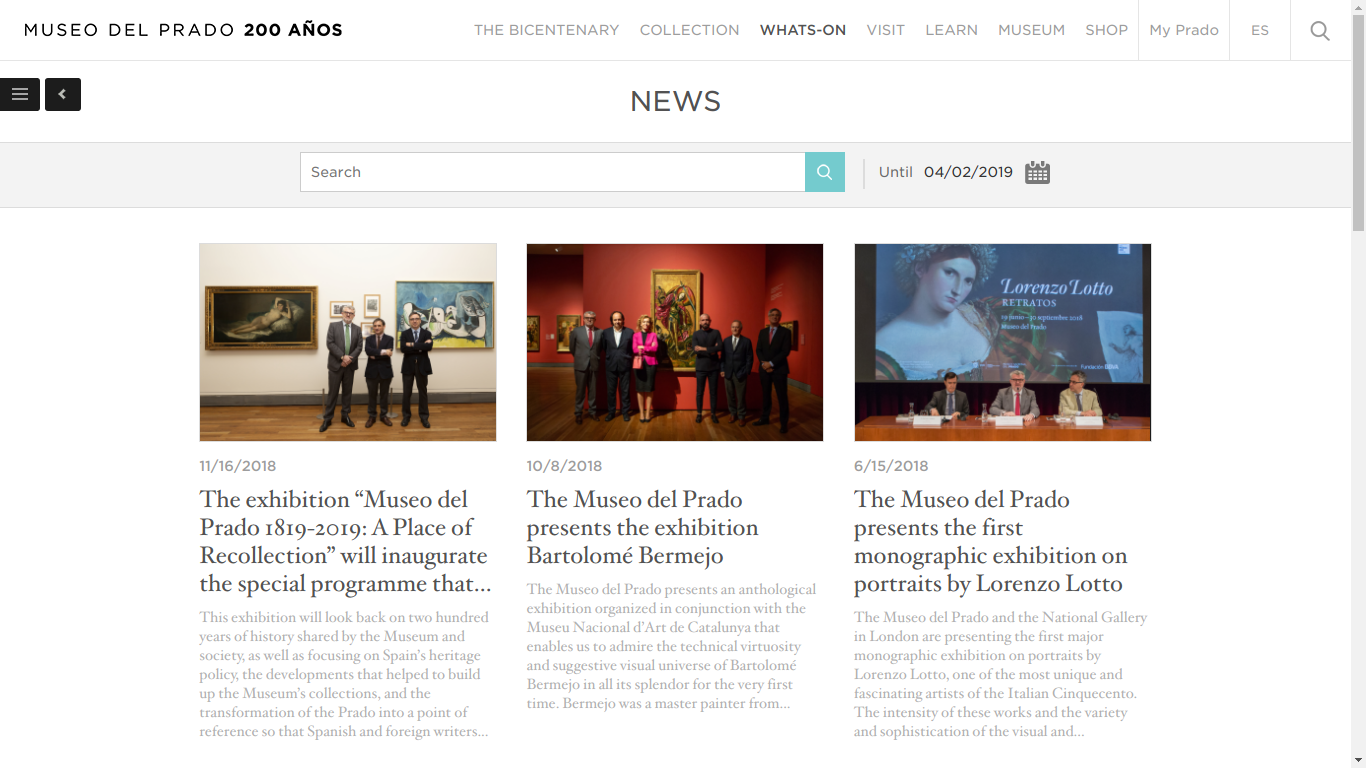 MUSEO DEL PRADO 200 AÑOS
THE BICENTENARY COLLECTION WHATS-ON VISIT LEARN MUSEUM SHOP My Prado ES
NEWS
Search
Until 04/02/2019
Lorenzo Lotto
RETRATOS
19 junio - 30 septiembre 2018
Museo del Prado
Fundación BBVA
11/16/2018
The exhibition “Museo del
Prado 1819-2019: A Place of
Recollection” will inaugurate
the special programme that...
This exhibition will look back on two hundred
years of history shared by the Museum and
society, as well as focusing on Spain’s heritage
policy, the developments that helped to build
up the Museum’s collections, and the
transformation of the Prado into a point of
reference so that Spanish and foreign writers...
10/8/2018
The Museo del Prado
presents the exhibition
Bartolomé Bermejo
The Museo del Prado presents an anthological
exhibition organized in conjunction with the
Museu Nacional d’Art de Catalunya that
enables us to admire the technical virtuosity
and suggestive visual universe of Bartolomé
Bermejo in all its splendor for the very first
time. Bermejo was a master painter from...
6/15/2018
The Museo del Prado
presents the first
monographic exhibition on
portraits by Lorenzo Lotto
The Museo del Prado and the National Gallery
in London are presenting the first major
monographic exhibition on portraits by
Lorenzo Lotto, one of the most unique and
fascinating artists of the Italian Cinquecento.
The intensity of these works and the variety
and sophistication of the visual and...